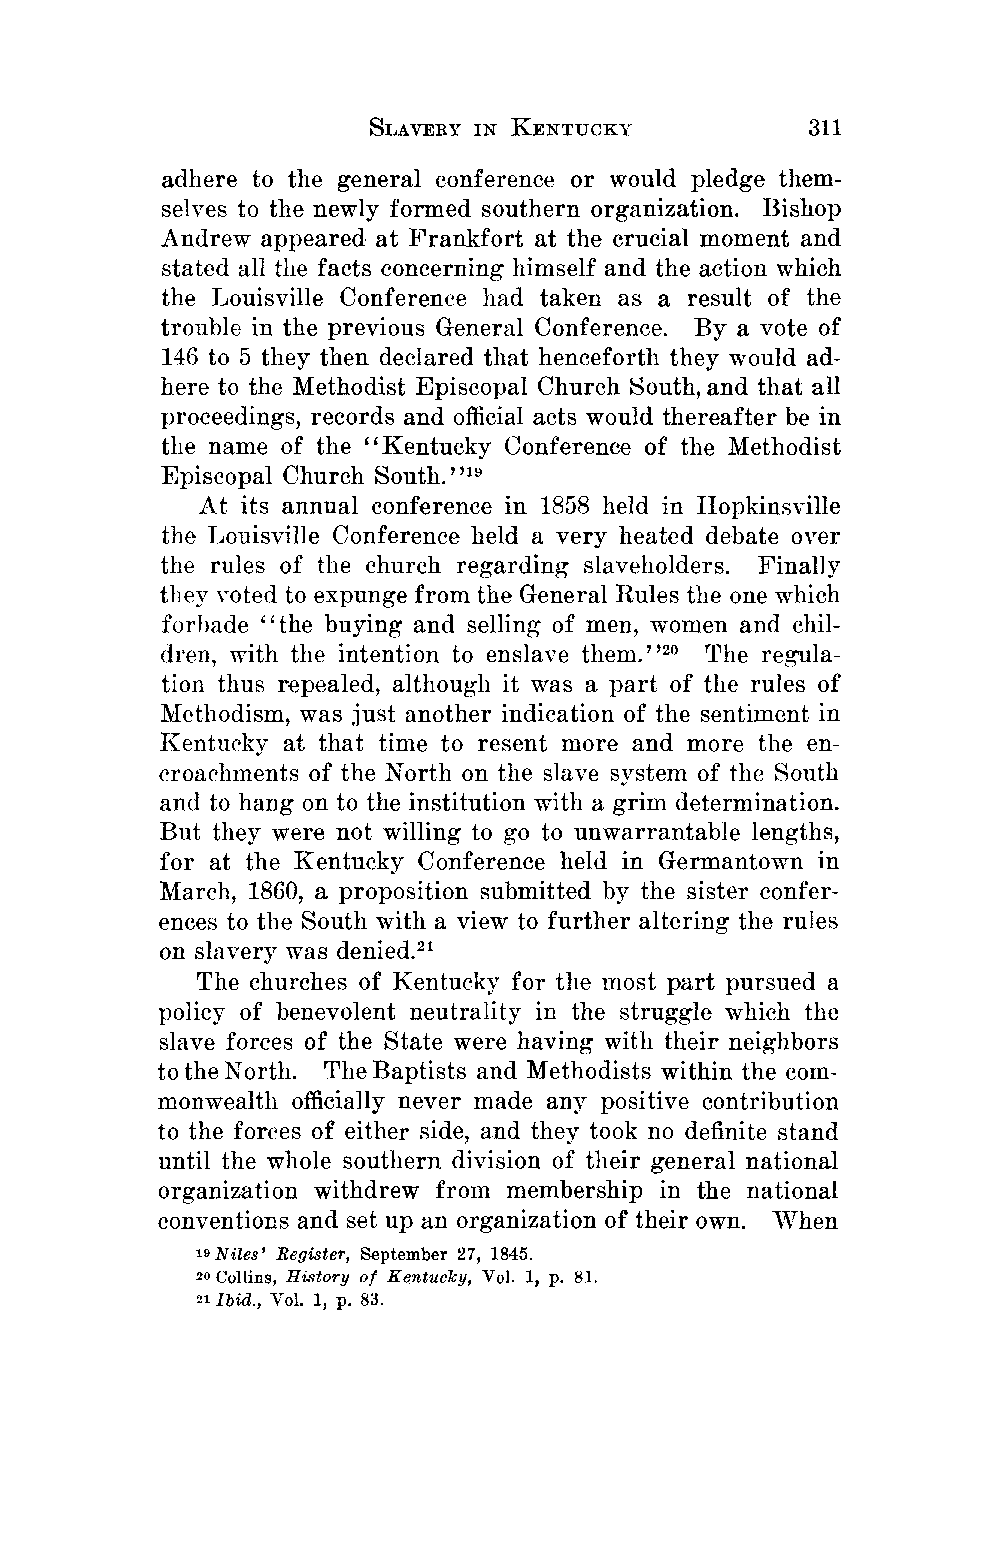 SLAVERY IN KENTUCKY 311
adhere to the general conference or would pledge them-
selves to the newly formed southern organization. Bishop
Andrew appeared at Frankfort at the crucial moment and
stated all the facts concerning himself and the action which
the Louisville Conference had taken as a result of the
trouble in the previous General Conference. By a vote of
146 to 5 they then declared that henceforth they would ad-
here to the Methodist Episcopal Church South, and that all
proceedings, records and official acts would thereafter be in
the name of the ‘‘Kentucky Conference of the Methodist
Episcopal Church South.’’¹⁹
At its annual conference in 1858 held in Hopkinsville
the Louisville Conference held a very heated debate over
the rules of the church regarding slaveholders. Finally
they voted to expunge from the General Rules the one which
forbade ‘‘the buying and selling of men, women and chil-
dren, with the intention to enslave them.’’²⁰ The regula-
tion thus repealed, although it was a part of the rules of
Methodism, was just another indication of the sentiment in
Kentucky at that time to resent more and more the en-
croachments of the North on the slave system of the South
and to hang on to the institution with a grim determination.
But they were not willing to go to unwarrantable lengths,
for at the Kentucky Conference held in Germantown in
March, 1860, a proposition submitted by the sister confer-
ences to the South with a view to further altering the rules
on slavery was denied.²¹
The churches of Kentucky for the most part pursued a
policy of benevolent neutrality in the struggle which the
slave forces of the State were having with their neighbors
to the North. The Baptists and Methodists within the com-
monwealth officially never made any positive contribution
to the forces of either side, and they took no definite stand
until the whole southern division of their general national
organization withdrew from membership in the national
conventions and set up an organization of their own. When
¹⁹ Niles' Register, September 27, 1845.
²⁰ Collins, History of Kentucky, Vol. 1, p. 81.
²¹ Ibid., Vol. 1, p. 83.